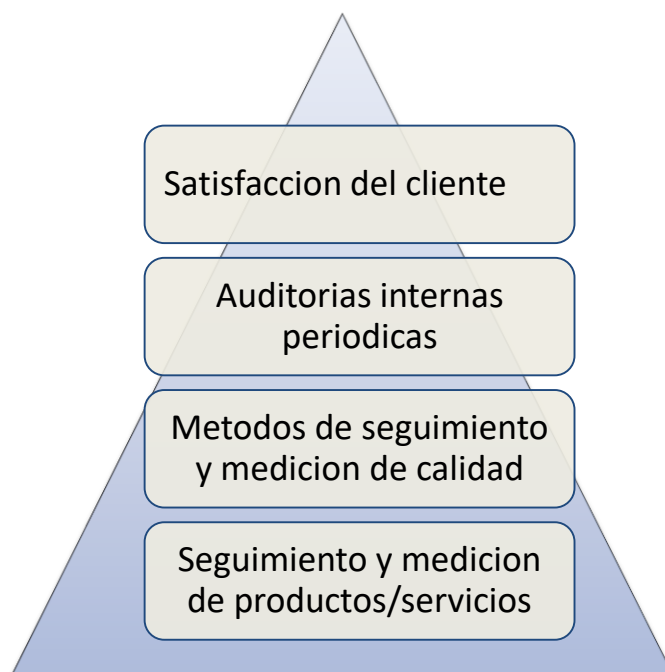 Satisfaccion del cliente
Auditorias internas
periodicas
Metodos de seguimiento
y medicion de calidad
Seguimiento y medicion
de productos/servicios